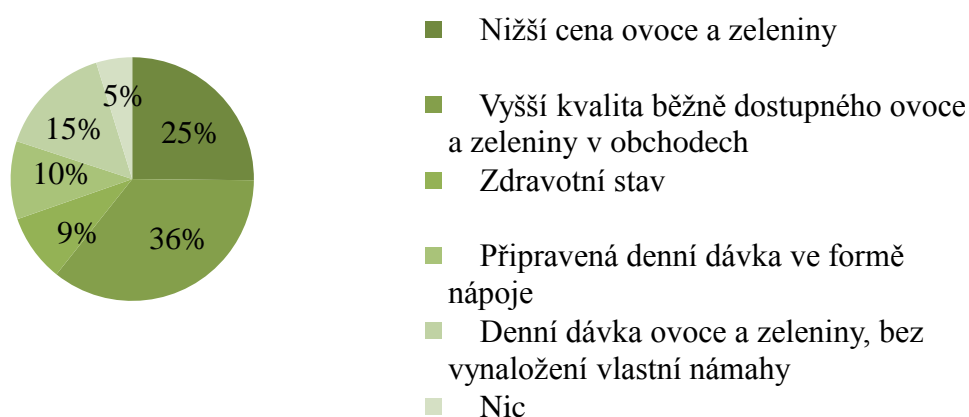 Nižší cena ovoce a zeleniny
5%
15%
25%
Vyšší kvalita běžně dostupného ovoce
a zeleniny v obchodech
10%
Zdravotní stav
9%
36%
Připravená denní dávka ve formě
nápoje
Denní dávka ovoce a zeleniny, bez
vynaložení vlastní námahy
Nic